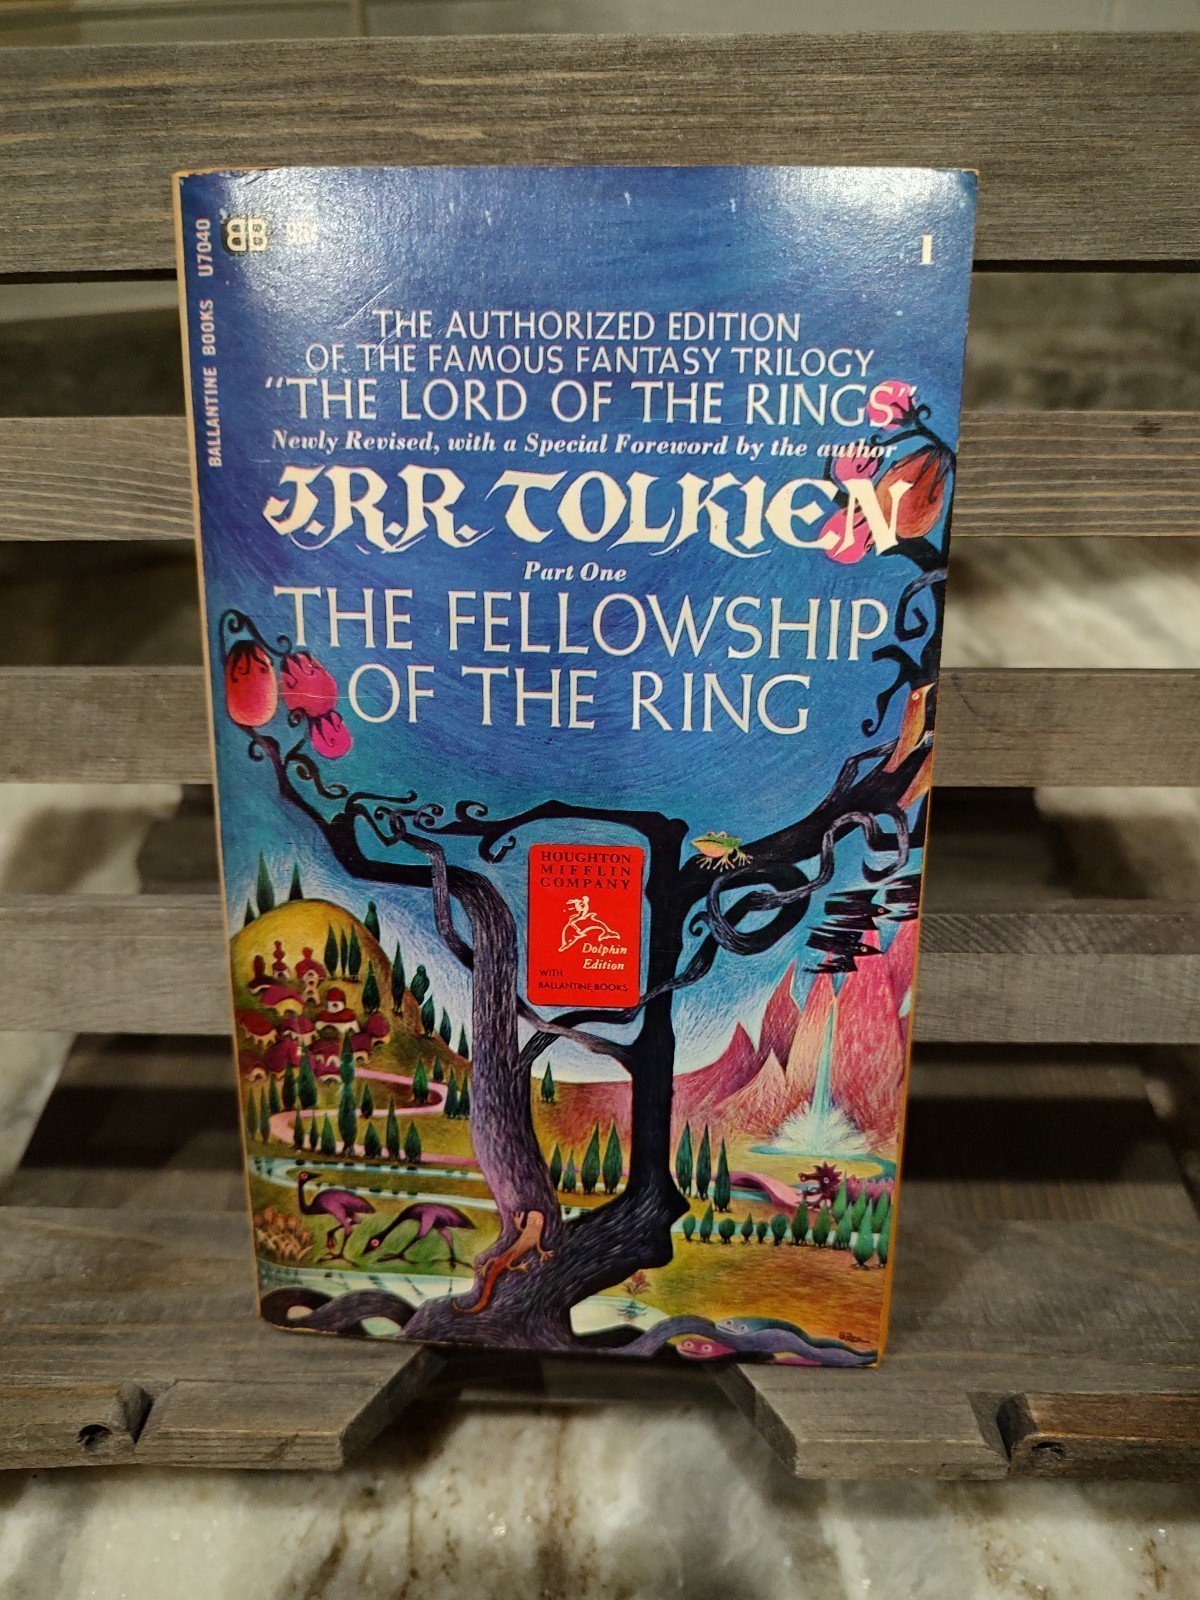 BALLANTINE BOOKS U7040
BB
95¢
1
THE AUTHORIZED EDITION
OF THE FAMOUS FANTASY TRILOGY
"THE LORD OF THE RINGS"
Newly Revised, with a Special Foreword by the author
J.R.R. TOLKIEN
Part One
THE FELLOWSHIP
OF THE RING
HOUGHTON
MIFFLIN
COMPANY
Dolphin
Edition
WITH
BALLANTINE BOOKS